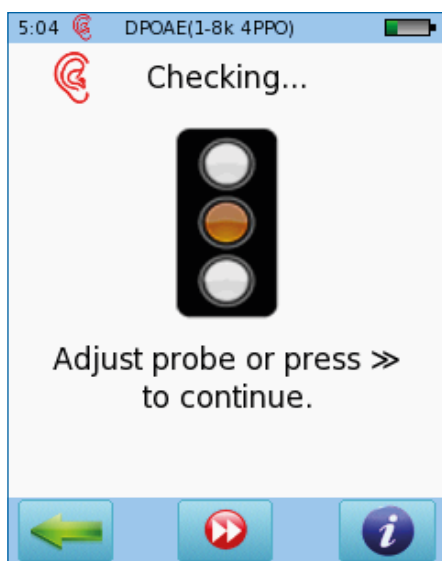 5:04 DPOAE(1-8k 4PPO)
Checking...
Adjust probe or press ≫
to continue.
i